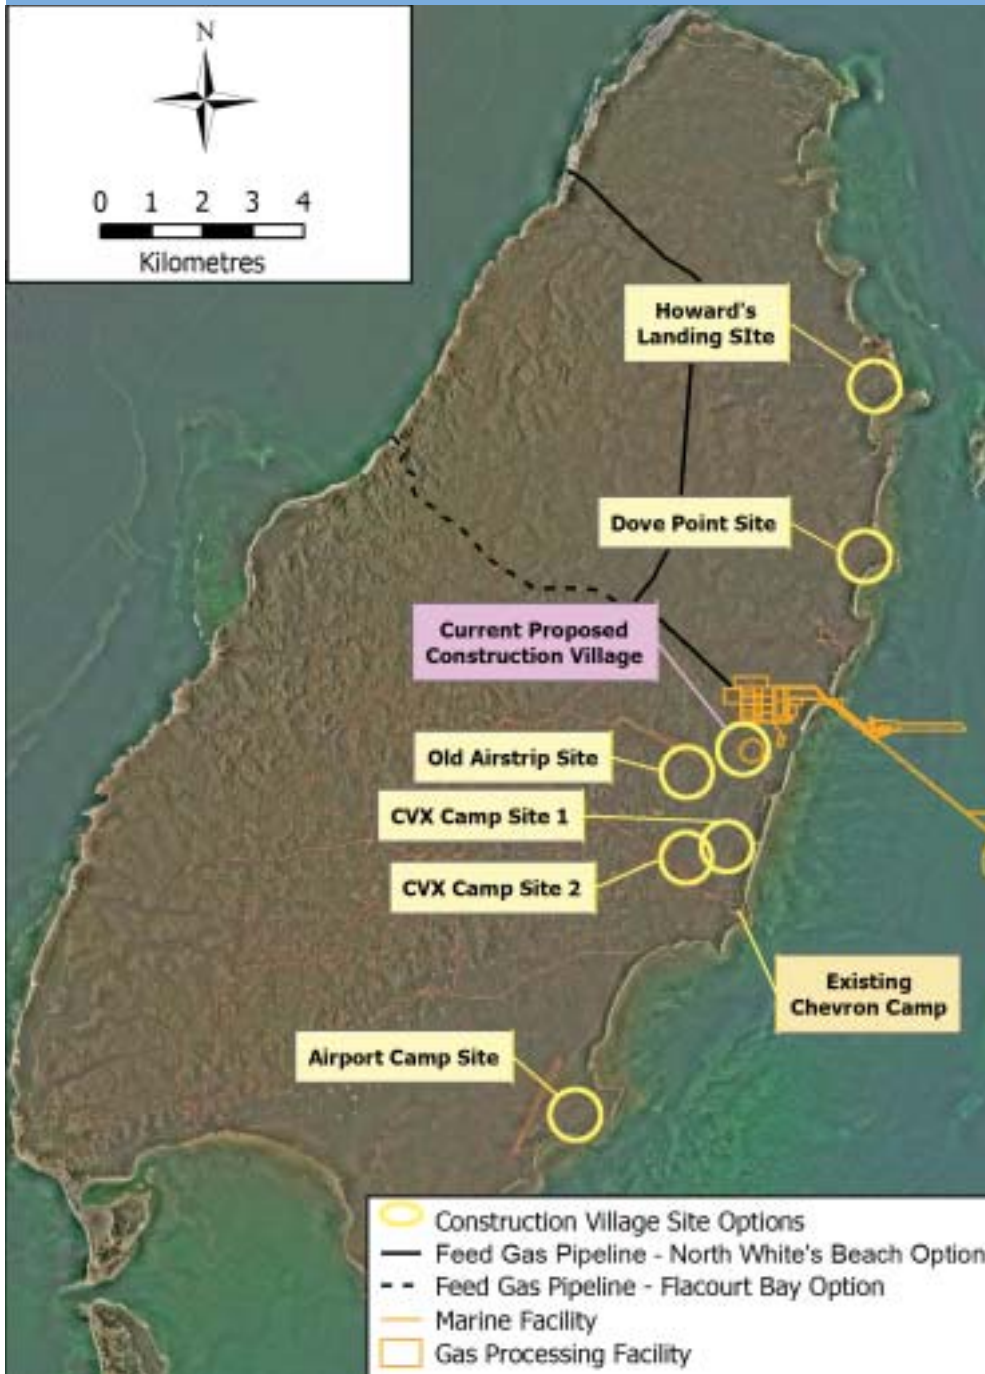 N
0 1 2 3 4
Kilometres
Howard's
Landing SIte
Dove Point Site
Current Proposed
Construction Village
Old Airstrip Site
CVX Camp Site 1
CVX Camp Site 2
Existing
Chevron Camp
Airport Camp Site
Construction Village Site Options
Feed Gas Pipeline - North White's Beach Option
Feed Gas Pipeline - Flacourt Bay Option
Marine Facility
Gas Processing Facility